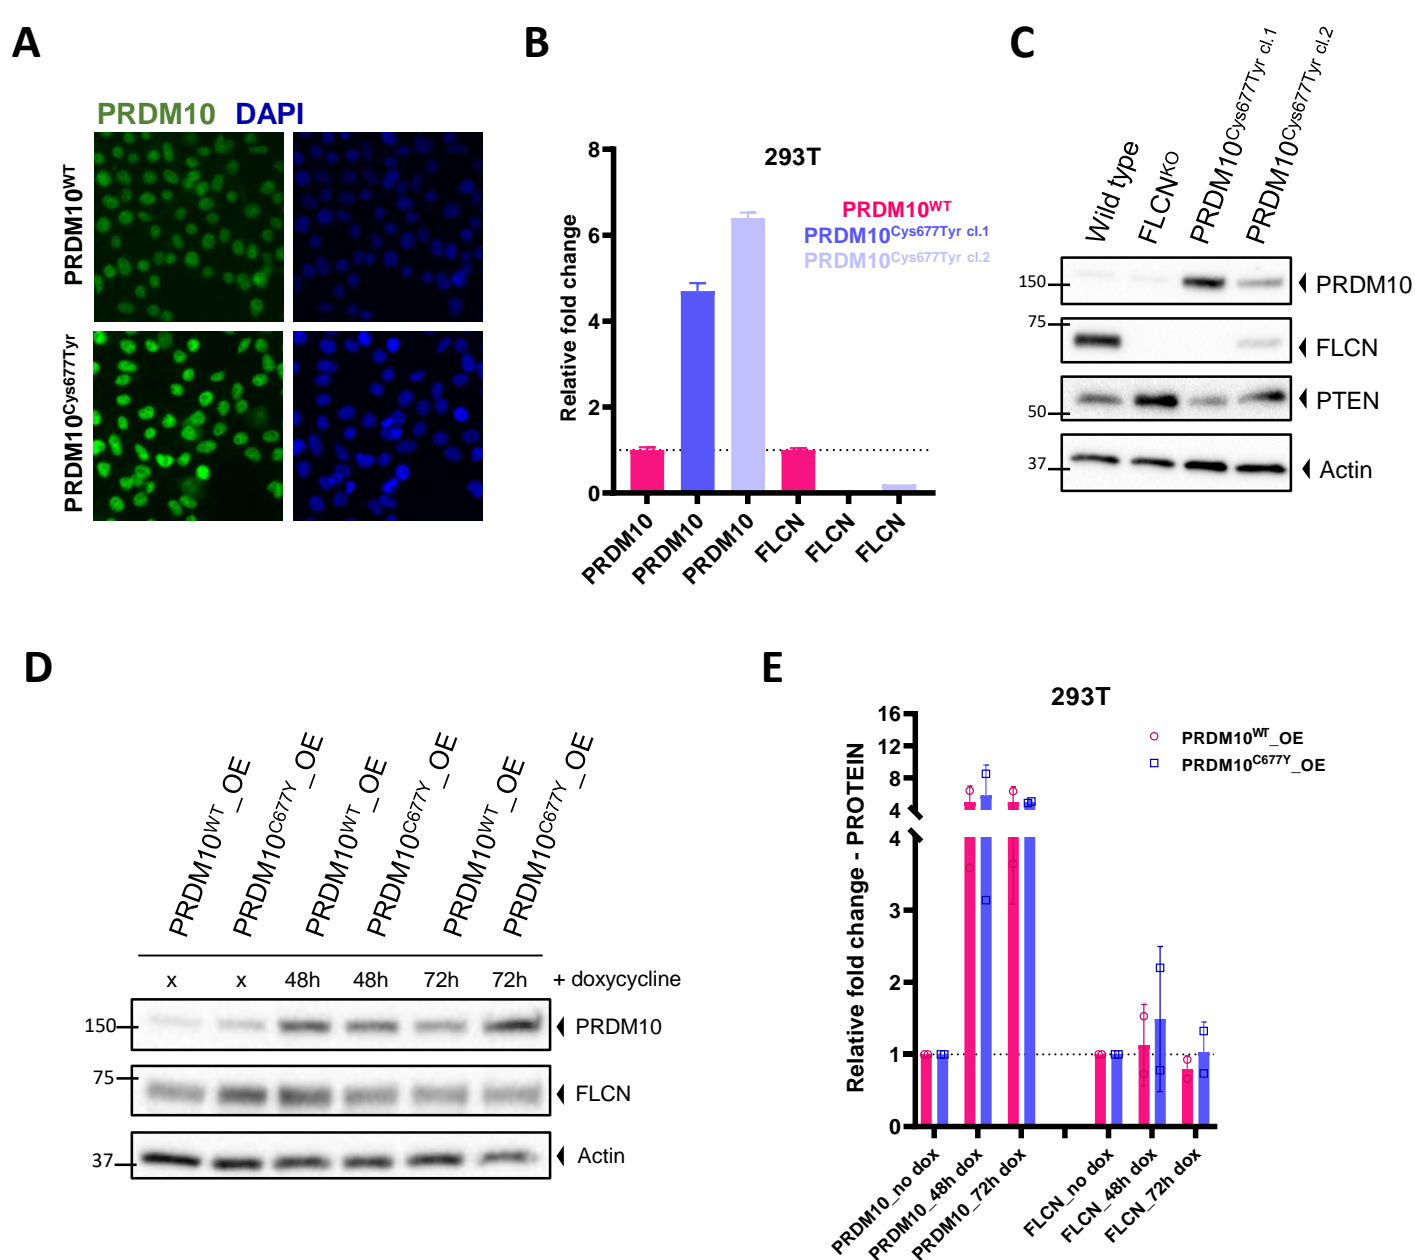 A
PRDM10 DAPI
PRDM10WT
PRDM10Cys677Tyr
B
293T
Relative fold change
8
6
4
2
0
PRDM10WT
PRDM10Cys677Tyr cl.1
PRDM10Cys677Tyr cl.2
PRDM10
PRDM10
PRDM10
FLCN
FLCN
FLCN
C
Wild type
FLCNKO
PRDM10Cys677Tyr cl.1
PRDM10Cys677Tyr cl.2
150
PRDM10
75
FLCN
50
PTEN
37
Actin
D
PRDM10WT_OE
PRDM10C677Y_OE
PRDM10WT_OE
PRDM10C677Y_OE
PRDM10WT_OE
PRDM10C677Y_OE
x x 48h 48h 72h 72h + doxycycline
150
PRDM10
75
FLCN
37
Actin
E
293T
Relative fold change - PROTEIN
16
12
8
4
4
3
2
1
0
PRDM10WT_OE
PRDM10C677Y_OE
PRDM10_no dox
PRDM10_48h dox
PRDM10_72h dox
FLCN_no dox
FLCN_48h dox
FLCN_72h dox